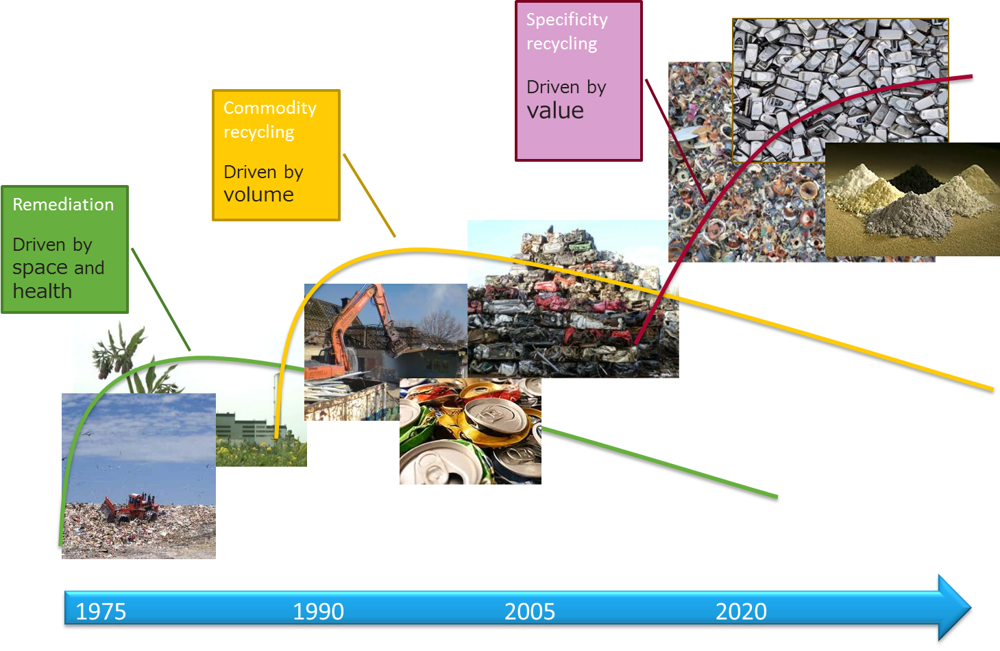 Specificity
recycling
Driven by
value
Commodity
recycling
Driven by
volume
Remediation
Driven by
space and
health
1975
1990
2005
2020